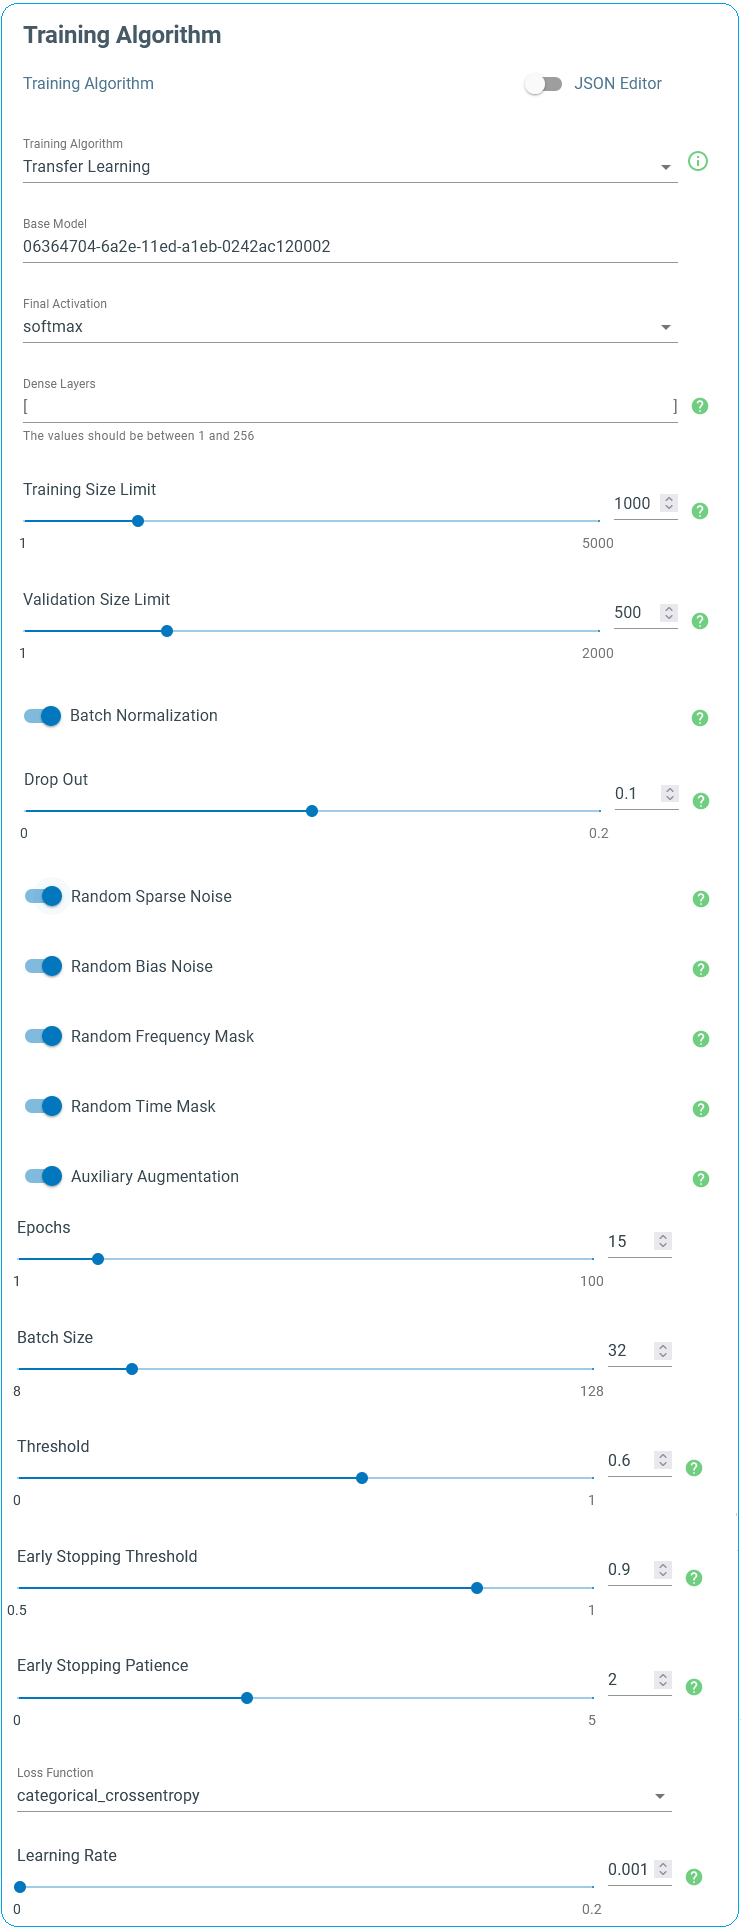 Training Algorithm
Training Algorithm JSON Editor
Training Algorithm
Transfer Learning
Base Model
06364704-6a2e-11ed-a1eb-0242ac120002
Final Activation
softmax
Dense Layers
[ ]
The values should be between 1 and 256
Training Size Limit
1000
1 5000
Validation Size Limit
500
1 2000
Batch Normalization
Drop Out
0.1
0 0.2
Random Sparse Noise
Random Bias Noise
Random Frequency Mask
Random Time Mask
Auxiliary Augmentation
Epochs
15
1 100
Batch Size
32
8 128
Threshold
0.6
0 1
Early Stopping Threshold
0.9
0.5 1
Early Stopping Patience
2
0 5
Loss Function
categorical_crossentropy
Learning Rate
0.001
0 0.2